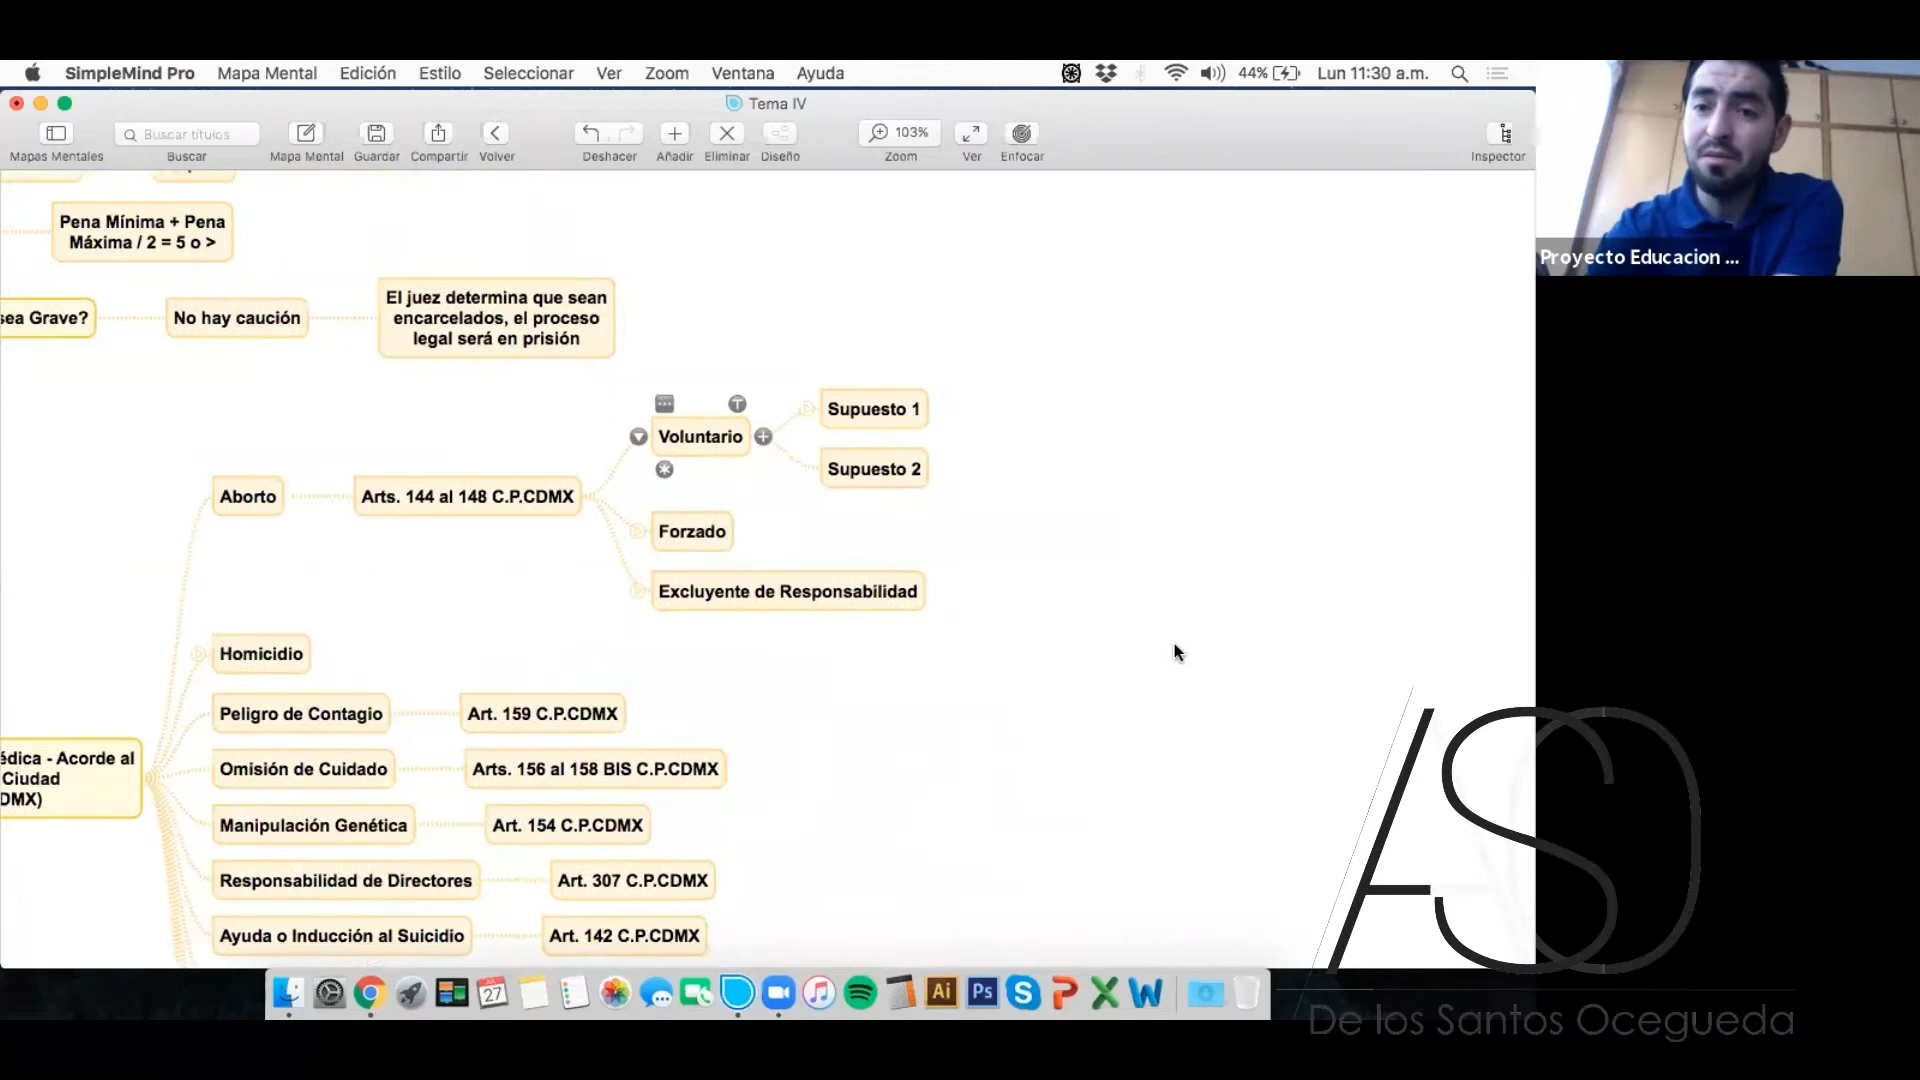 SimpleMind Pro Mapa Mental Edición Estilo Seleccionar Ver Zoom Ventana Ayuda 44% Lun 11:30 a.m.
Tema IV
Buscar títulos
103%
Mapas Mentales Buscar Mapa Mental Guardar Compartir Volver Deshacer Añadir Eliminar Diseño Zoom Ver Enfocar Inspector
Proyecto Educacion ...
Pena Mínima + Pena
Máxima / 2 = 5 o >
sea Grave?
No hay caución
El juez determina que sean
encarcelados, el proceso
legal será en prisión
Aborto
Arts. 144 al 148 C.P.CDMX
Voluntario
Supuesto 1
Supuesto 2
Forzado
Excluyente de Responsabilidad
Homicidio
Peligro de Contagio
Art. 159 C.P.CDMX
édica - Acorde al
Ciudad
DMX)
Omisión de Cuidado
Arts. 156 al 158 BIS C.P.CDMX
Manipulación Genética
Art. 154 C.P.CDMX
Responsabilidad de Directores
Art. 307 C.P.CDMX
Ayuda o Inducción al Suicidio
Art. 142 C.P.CDMX
27
Ai
Ps
ASO
De los Santos Ocegueda